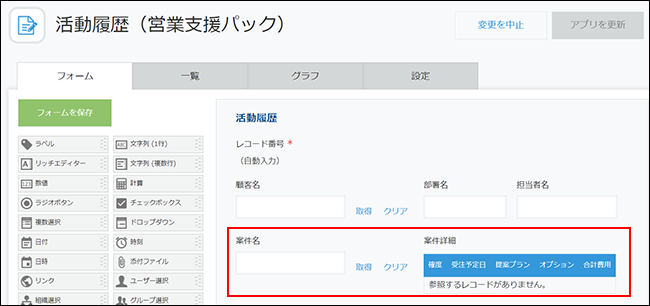 活動履歴（営業支援パック）
変更を中止
アプリを更新
フォーム
一覧
グラフ
設定
フォームを保存
ラベル
文字列 (1行)
リッチエディター
文字列 (複数行)
数値
計算
ラジオボタン
チェックボックス
複数選択
ドロップダウン
日付
時刻
日時
添付ファイル
リンク
ユーザー選択
組織選択
グループ選択
活動履歴
レコード番号 *
（自動入力）
顧客名
部署名
担当者名
取得 クリア
案件名
案件詳細
取得 クリア
確度 受注予定日 提案プラン オプション 合計費用
参照するレコードがありません。